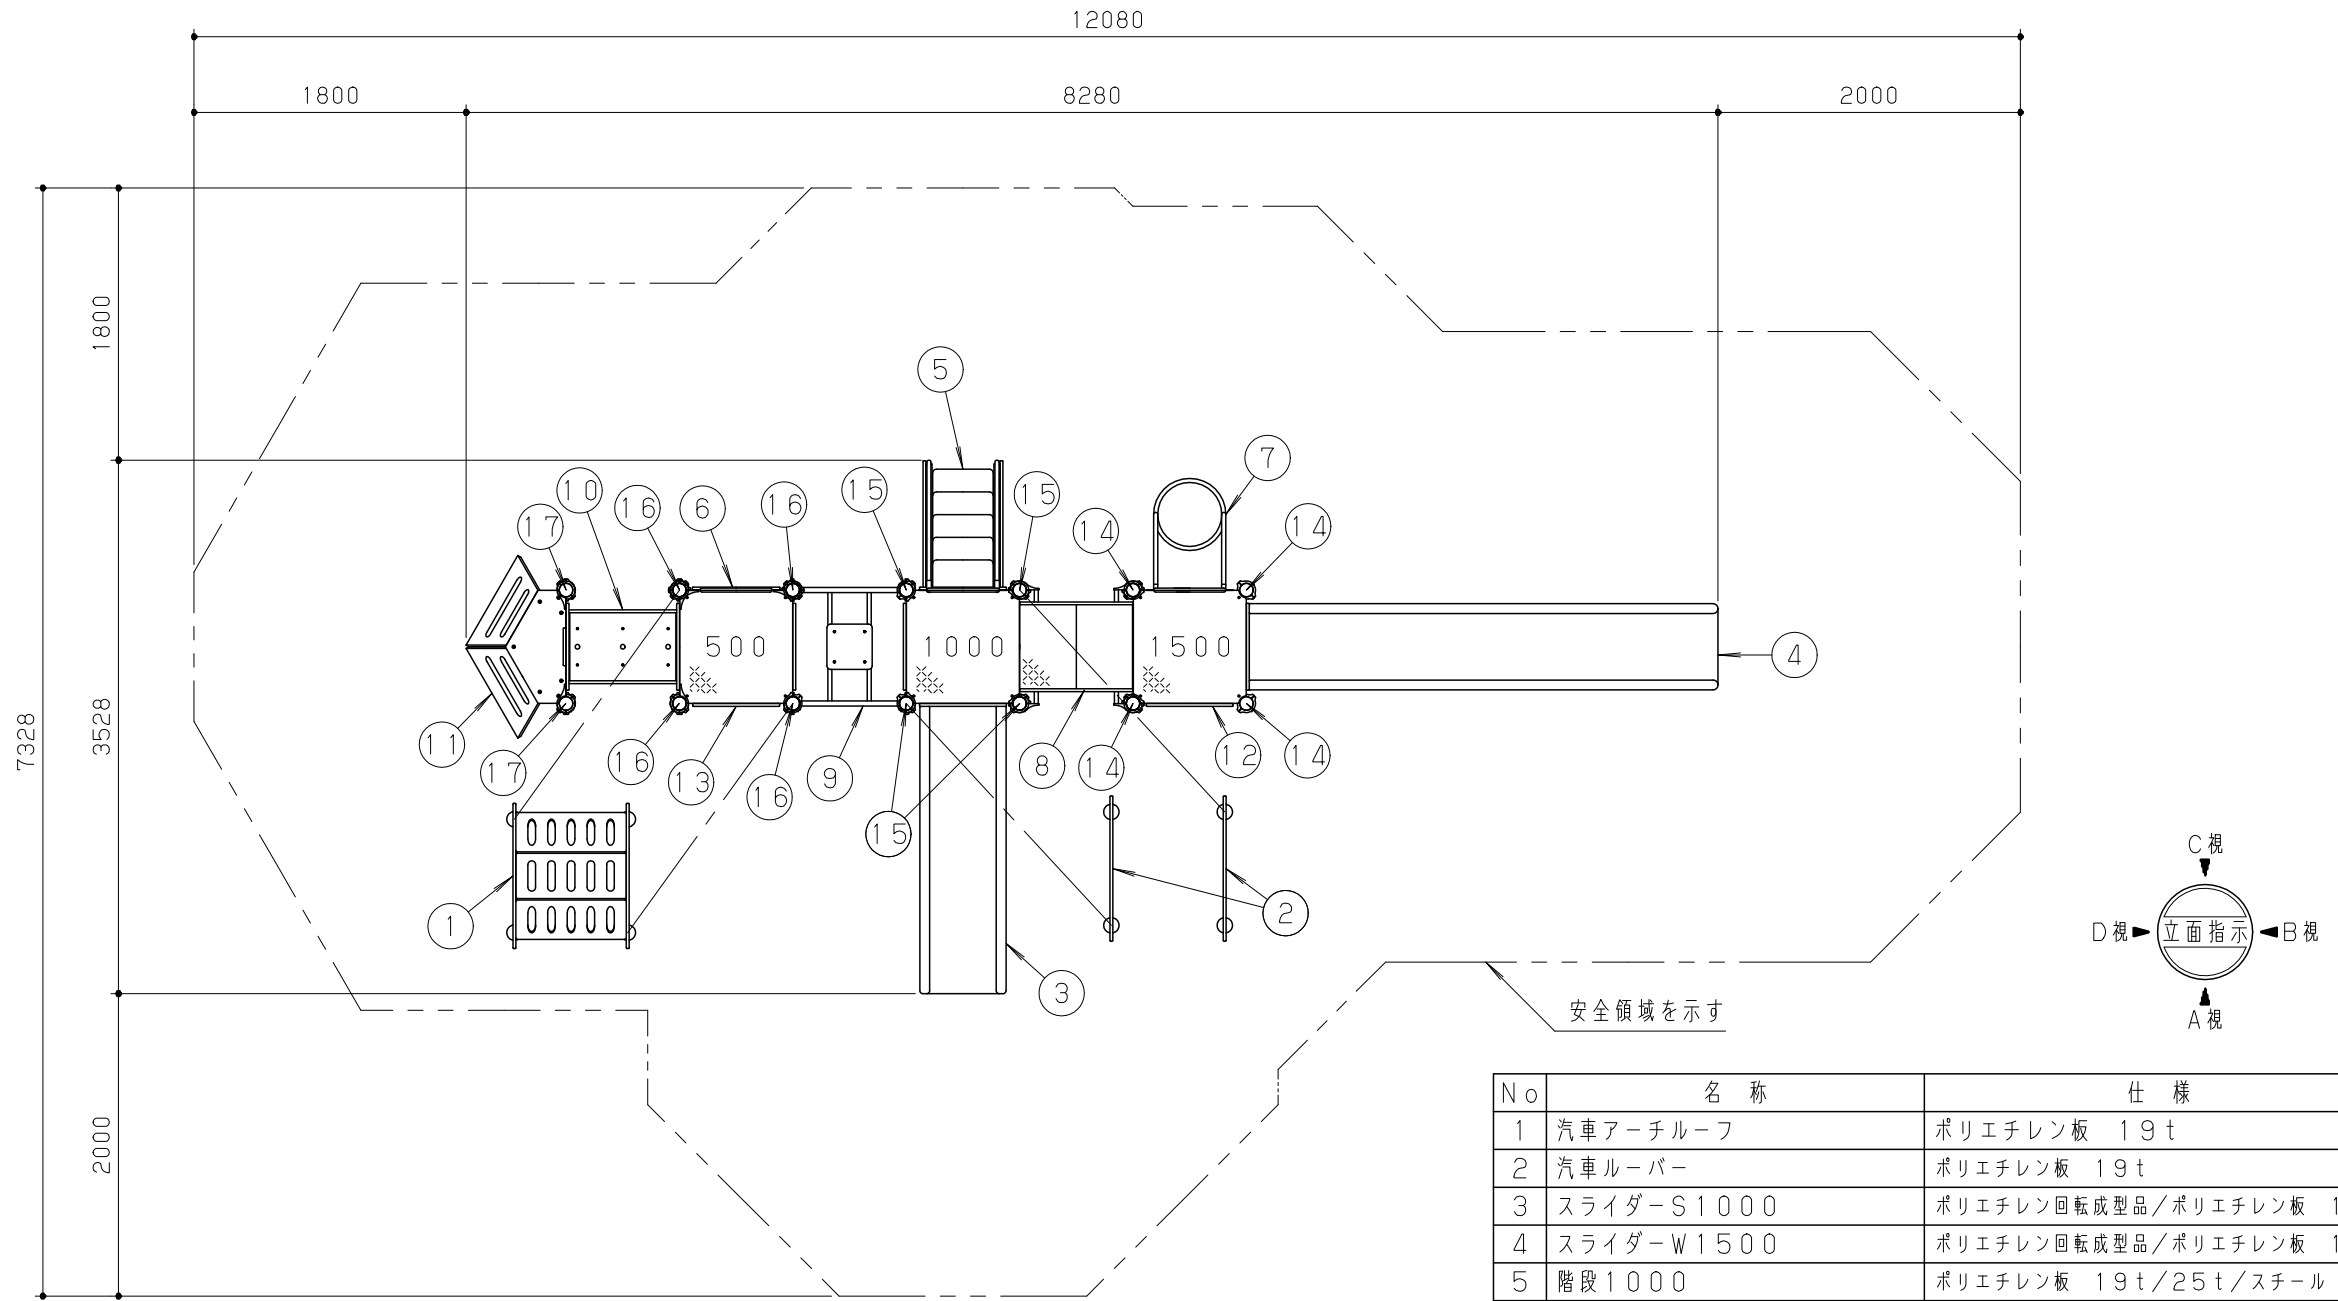 12080
1800 8280 2000
1800
3528
7328
2000
5
7
10 16 6 16 15 15
17 14 14
500 1000 1500
4
11 17 16 13 16 9 15 8 14 12 14
1 2
3
C視
D視 立面指示 B視
A視
安全領域を示す
No 名 称 仕 様
1 汽車アーチルーフ ポリエチレン板 19t
2 汽車ルーバー ポリエチレン板 19t
3 スライダーS1000 ポリエチレン回転成型品/ポリエチレン板 1
4 スライダーW1500 ポリエチレン回転成型品/ポリエチレン板 1
5 階段1000 ポリエチレン板 19t/25t/スチール